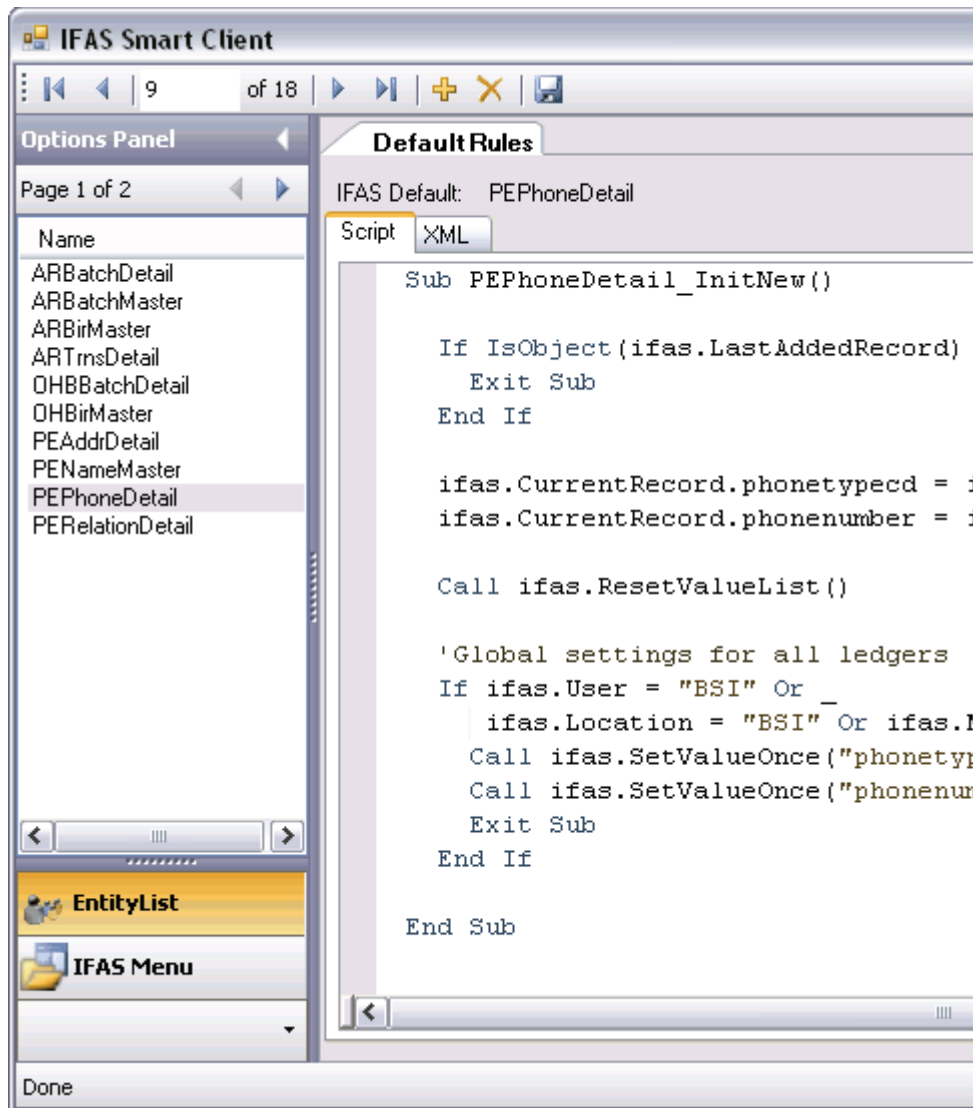 IFAS Smart Client
9 of 18
Options Panel
Page 1 of 2
Name
ARBatchDetail
ARBatchMaster
ARBirMaster
ARTrnsDetail
OHBBatchDetail
OHBirMaster
PEAddrDetail
PENameMaster
PEPhoneDetail
PERelationDetail
EntityList
IFAS Menu
Default Rules
IFAS Default: PEPhoneDetail
Script XML
Sub PEPhoneDetail_InitNew()
If IsObject(ifas.LastAddedRecord)
Exit Sub
End If
ifas.CurrentRecord.phonetypecd = i
ifas.CurrentRecord.phonenumber = i
Call ifas.ResetValueList()
'Global settings for all ledgers
If ifas.User = "BSI" Or _
ifas.Location = "BSI" Or ifas.
Call ifas.SetValueOnce("phonetyp
Call ifas.SetValueOnce("phonenum
Exit Sub
End If
End Sub
Done